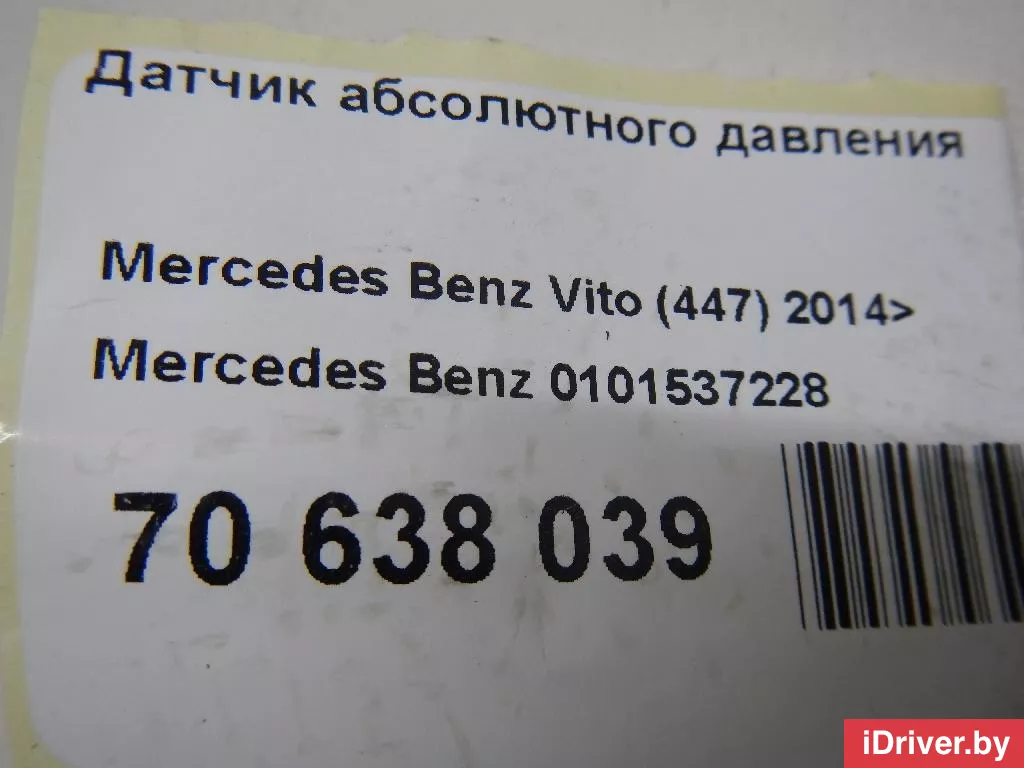 Датчик абсолютного давления
Mercedes Benz Vito (447) 2014>
Mercedes Benz 0101537228
70 638 039
iDriver.by